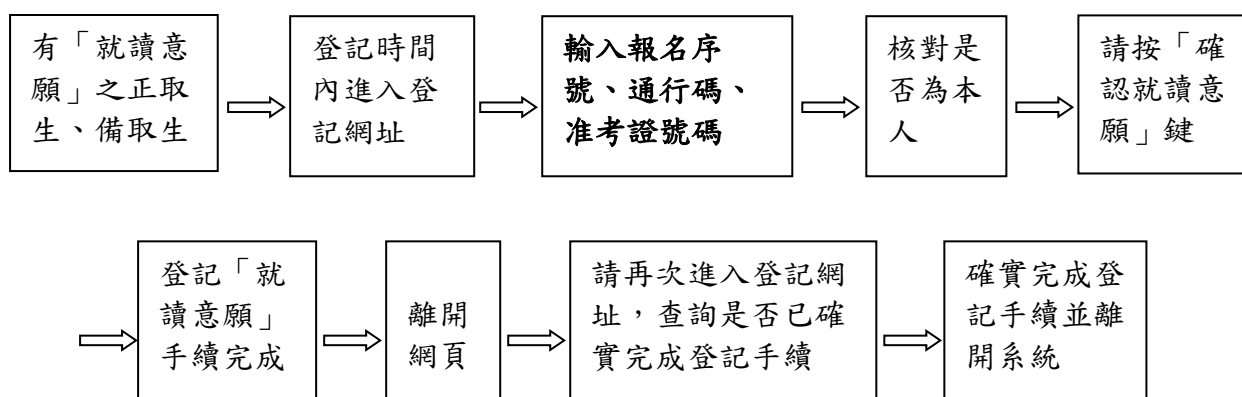 有「就讀意
願」之正取
生、備取生
登記時間
內進入登
記網址
輸入報名序
號、通行碼、
准考證號碼
核對是
否為本
人
請按「確
認就讀意
願」鍵
登記「就
讀意願」
手續完成
離開
網頁
請再次進入登記網
址，查詢是否已確
實完成登記手續
確實完成登
記手續並離
開系統